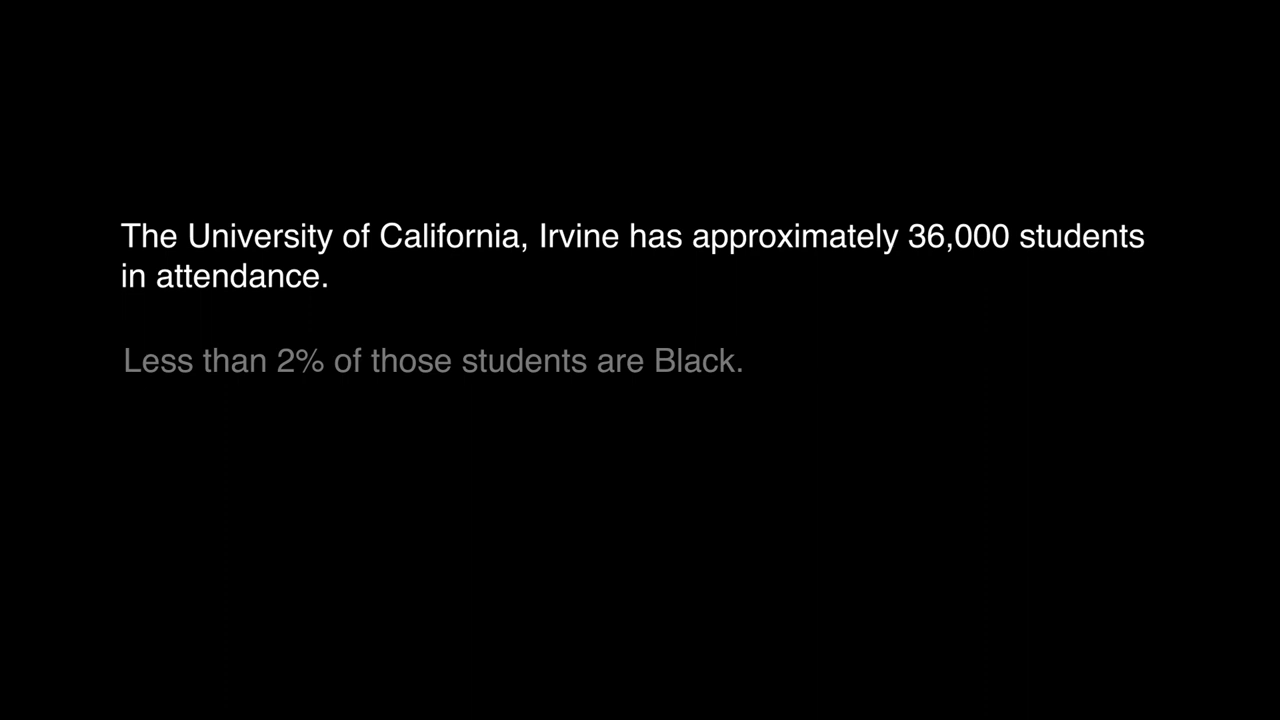 The University of California, Irvine has approximately 36,000 students
in attendance.
Less than 2% of those students are Black.